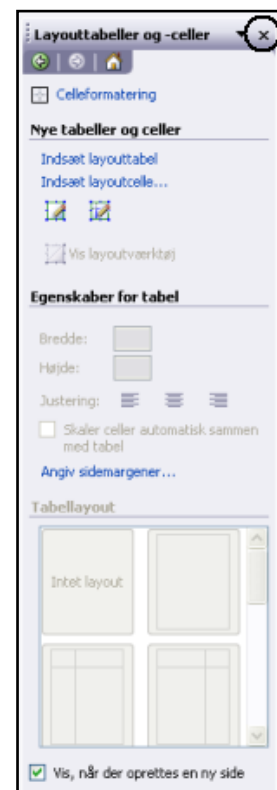 Layouttabeller og -celler
Celleformatering
Nye tabeller og celler
Indsæt layouttabel
Indsæt layoutcelle...
Vis layoutværktøj
Egenskaber for tabel
Bredde:
Højde:
Justering:
Skaler celler automatisk sammen
med tabel
Angiv sidemargener...
Tabellayout
Intet layout
Vis, når der oprettes en ny side